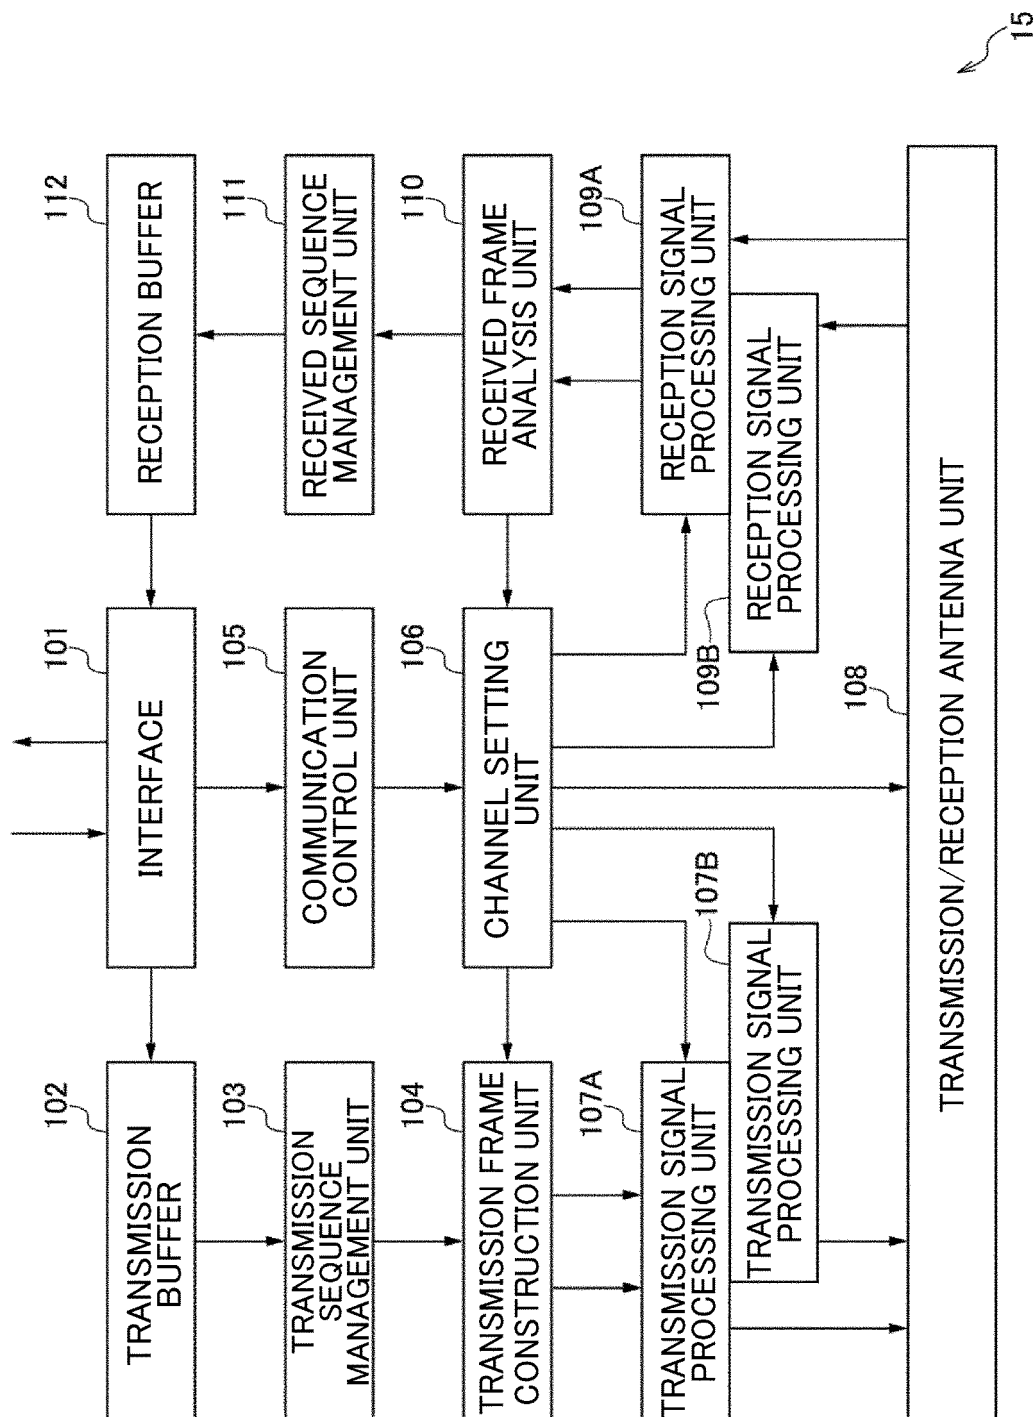 15
112
RECEPTION BUFFER
111
RECEIVED SEQUENCE
MANAGEMENT UNIT
110
RECEIVED FRAME
ANALYSIS UNIT
109A
RECEPTION SIGNAL
PROCESSING UNIT
RECEPTION SIGNAL
PROCESSING UNIT
109B
101
INTERFACE
105
COMMUNICATION
CONTROL UNIT
106
CHANNEL SETTING
UNIT
108
TRANSMISSION/RECEPTION ANTENNA UNIT
102
TRANSMISSION
BUFFER
103
TRANSMISSION
SEQUENCE
MANAGEMENT UNIT
104
TRANSMISSION FRAME
CONSTRUCTION UNIT
107A
TRANSMISSION SIGNAL
PROCESSING UNIT
107B
TRANSMISSION SIGNAL
PROCESSING UNIT